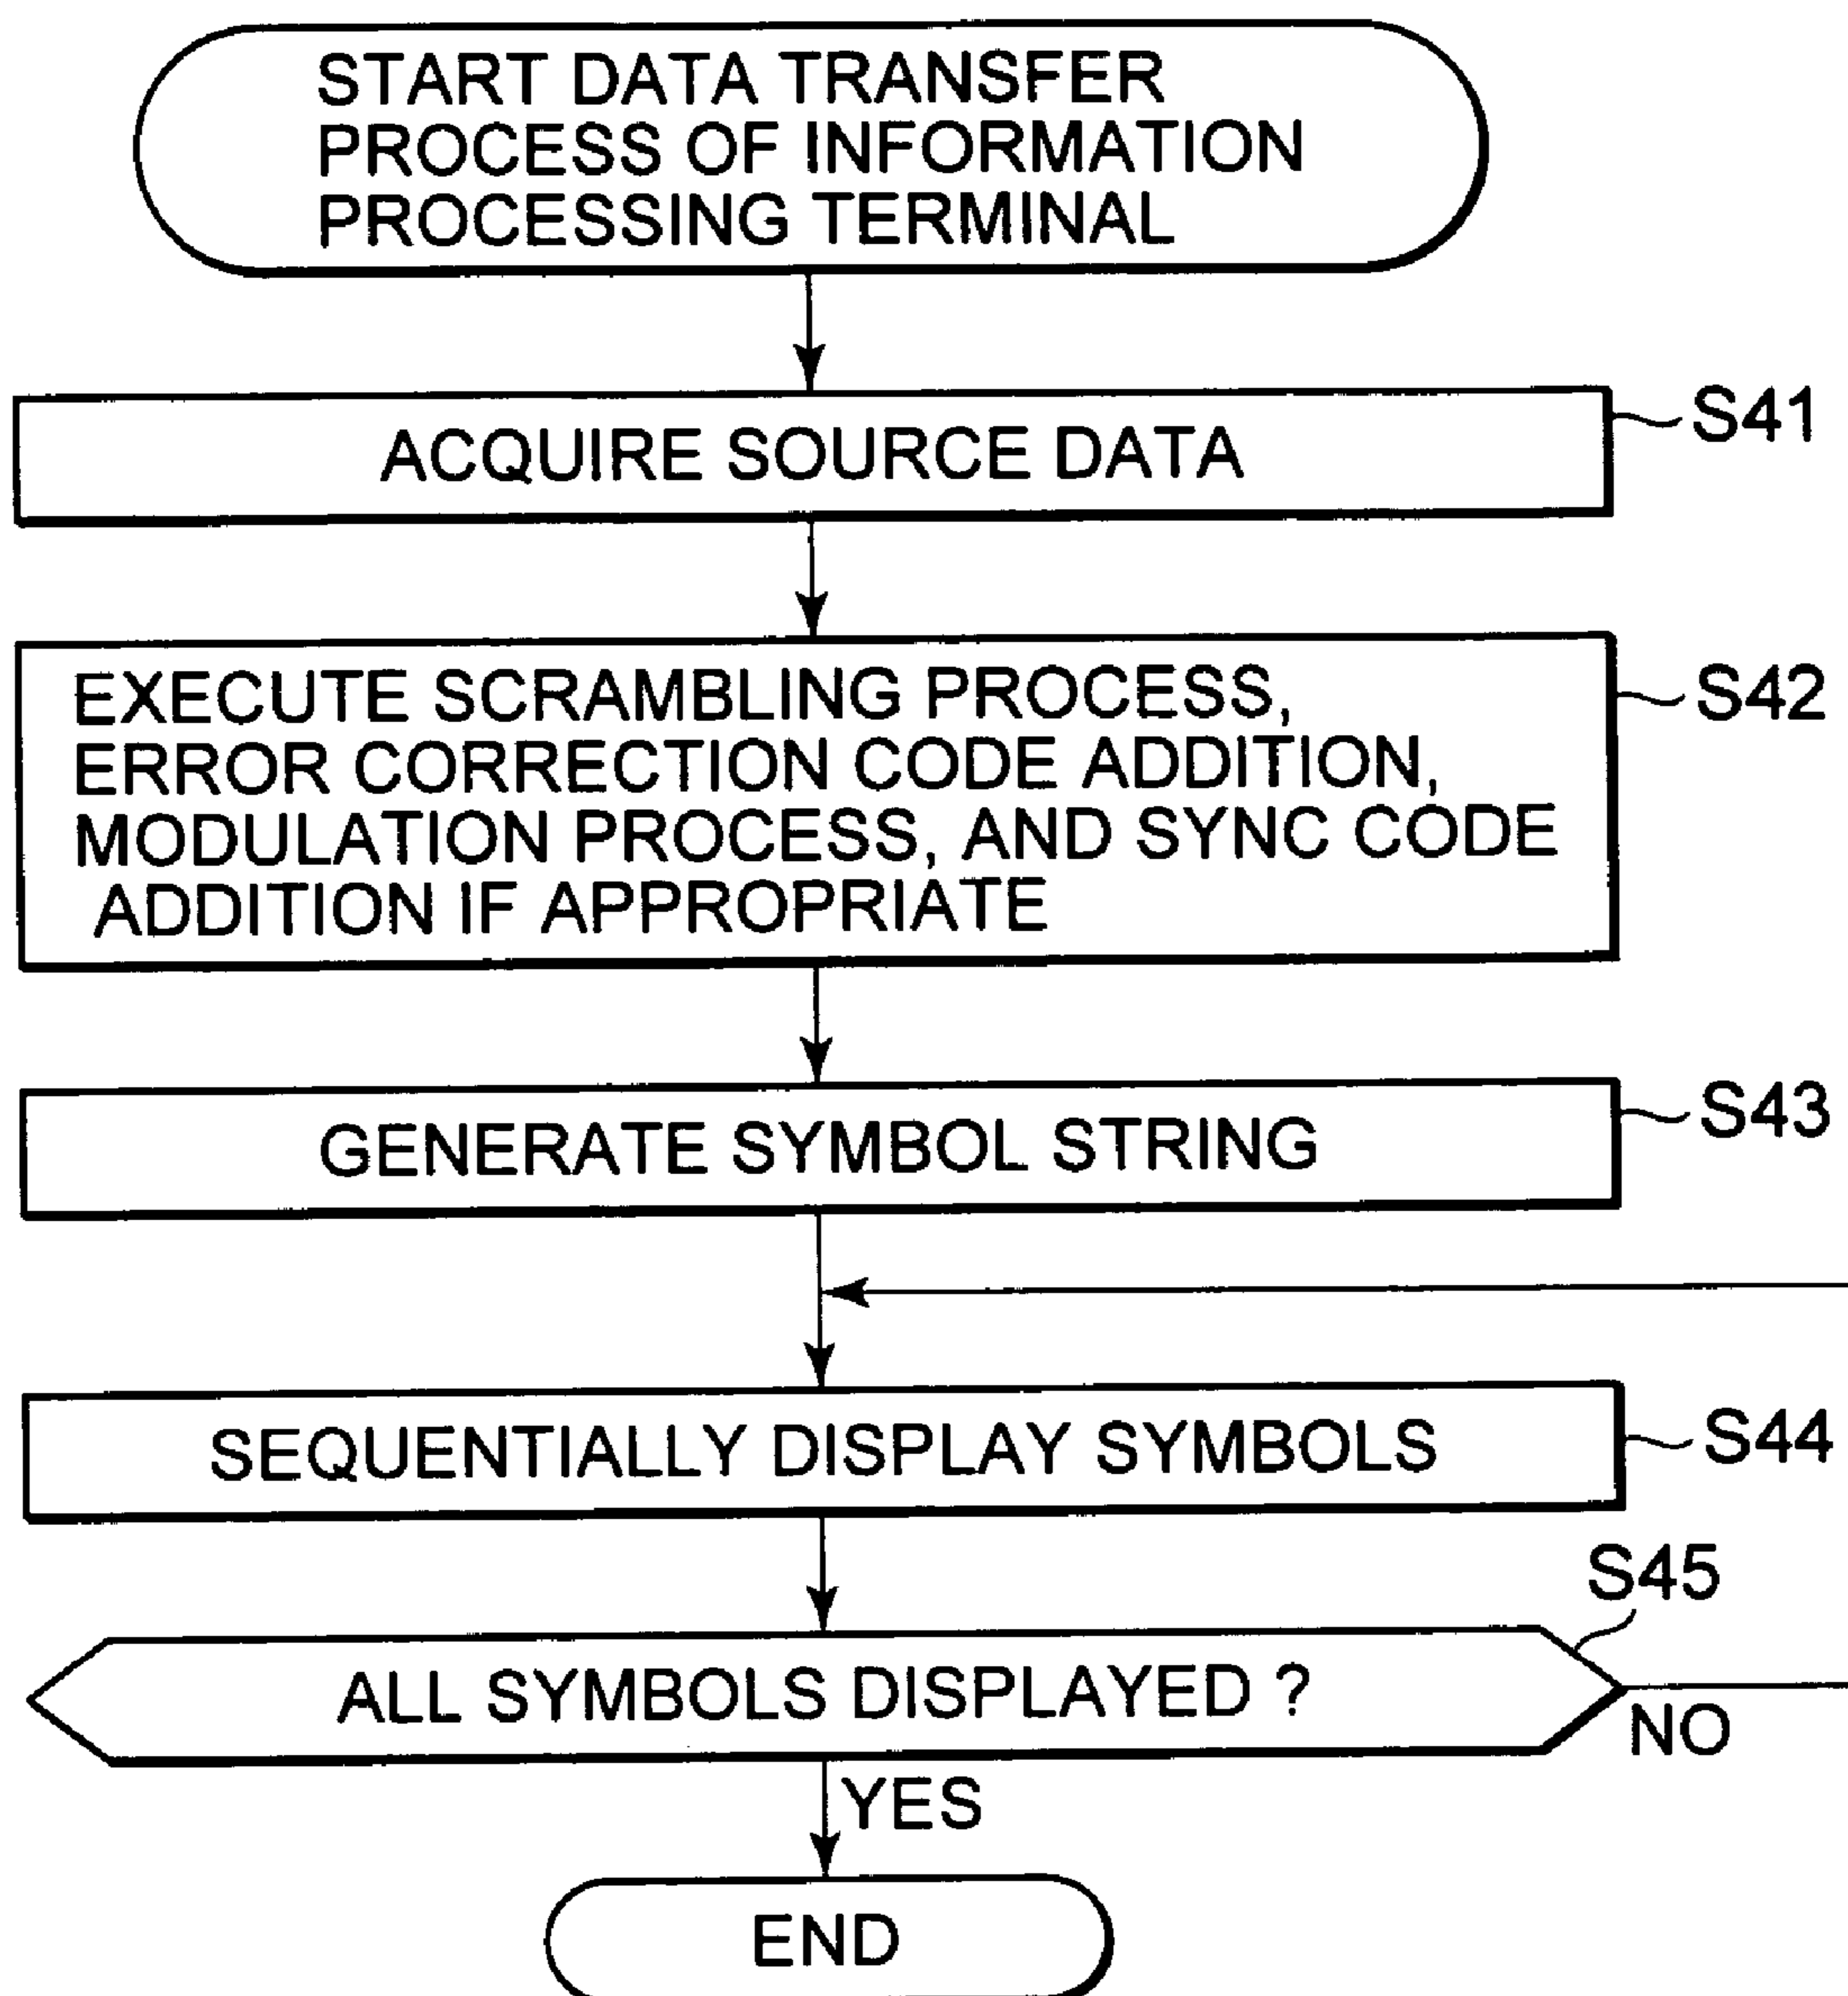 START DATA TRANSFER
PROCESS OF INFORMATION
PROCESSING TERMINAL
ACQUIRE SOURCE DATA
S41
EXECUTE SCRAMBLING PROCESS,
ERROR CORRECTION CODE ADDITION,
MODULATION PROCESS, AND SYNC CODE
ADDITION IF APPROPRIATE
S42
GENERATE SYMBOL STRING
S43
SEQUENTIALLY DISPLAY SYMBOLS
S44
S45
ALL SYMBOLS DISPLAYED ?
NO
YES
END